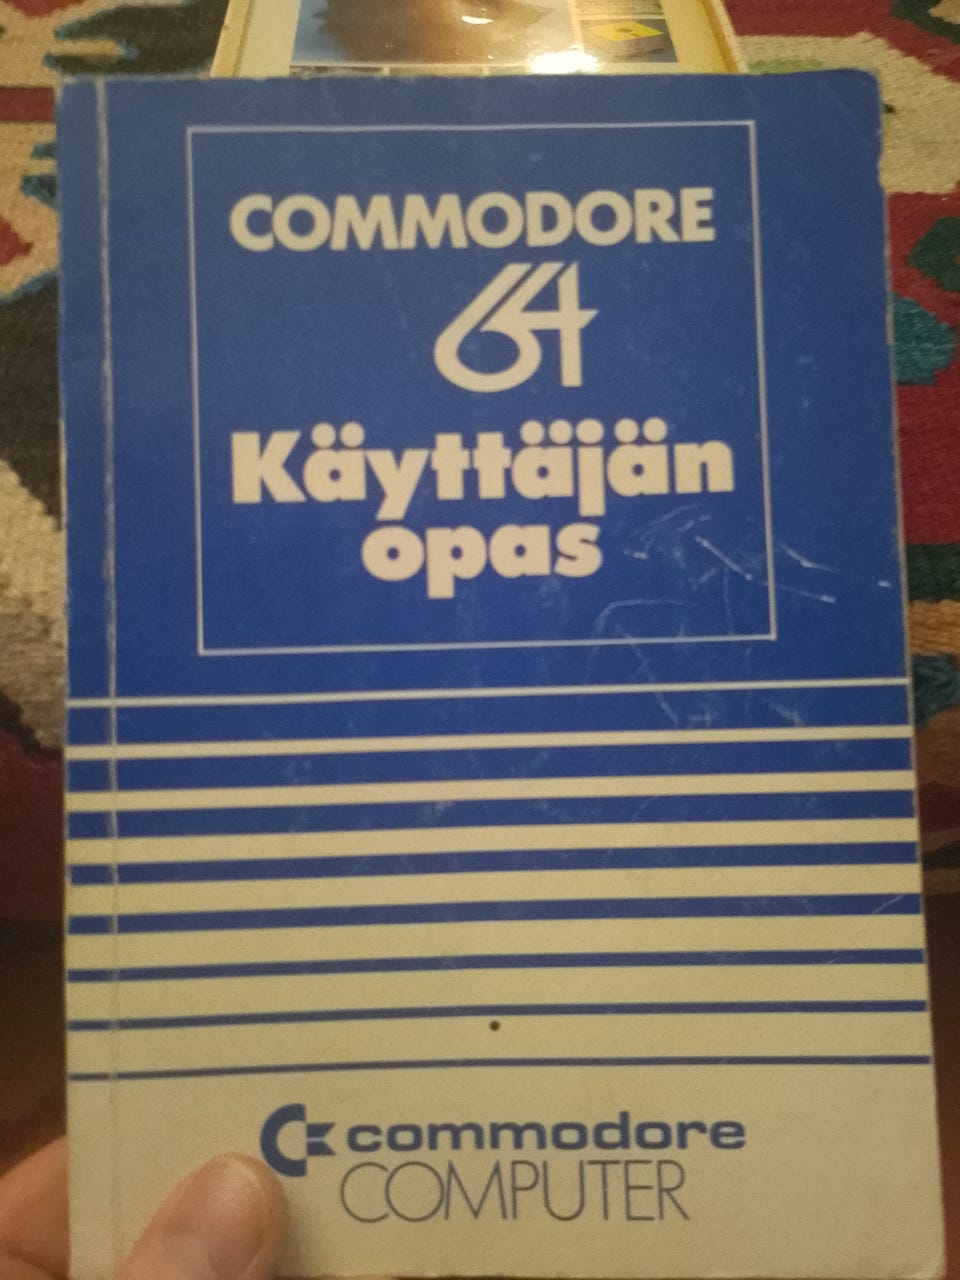 COMMODORE
64
Käyttäjän
opas
commodore
COMPUTER